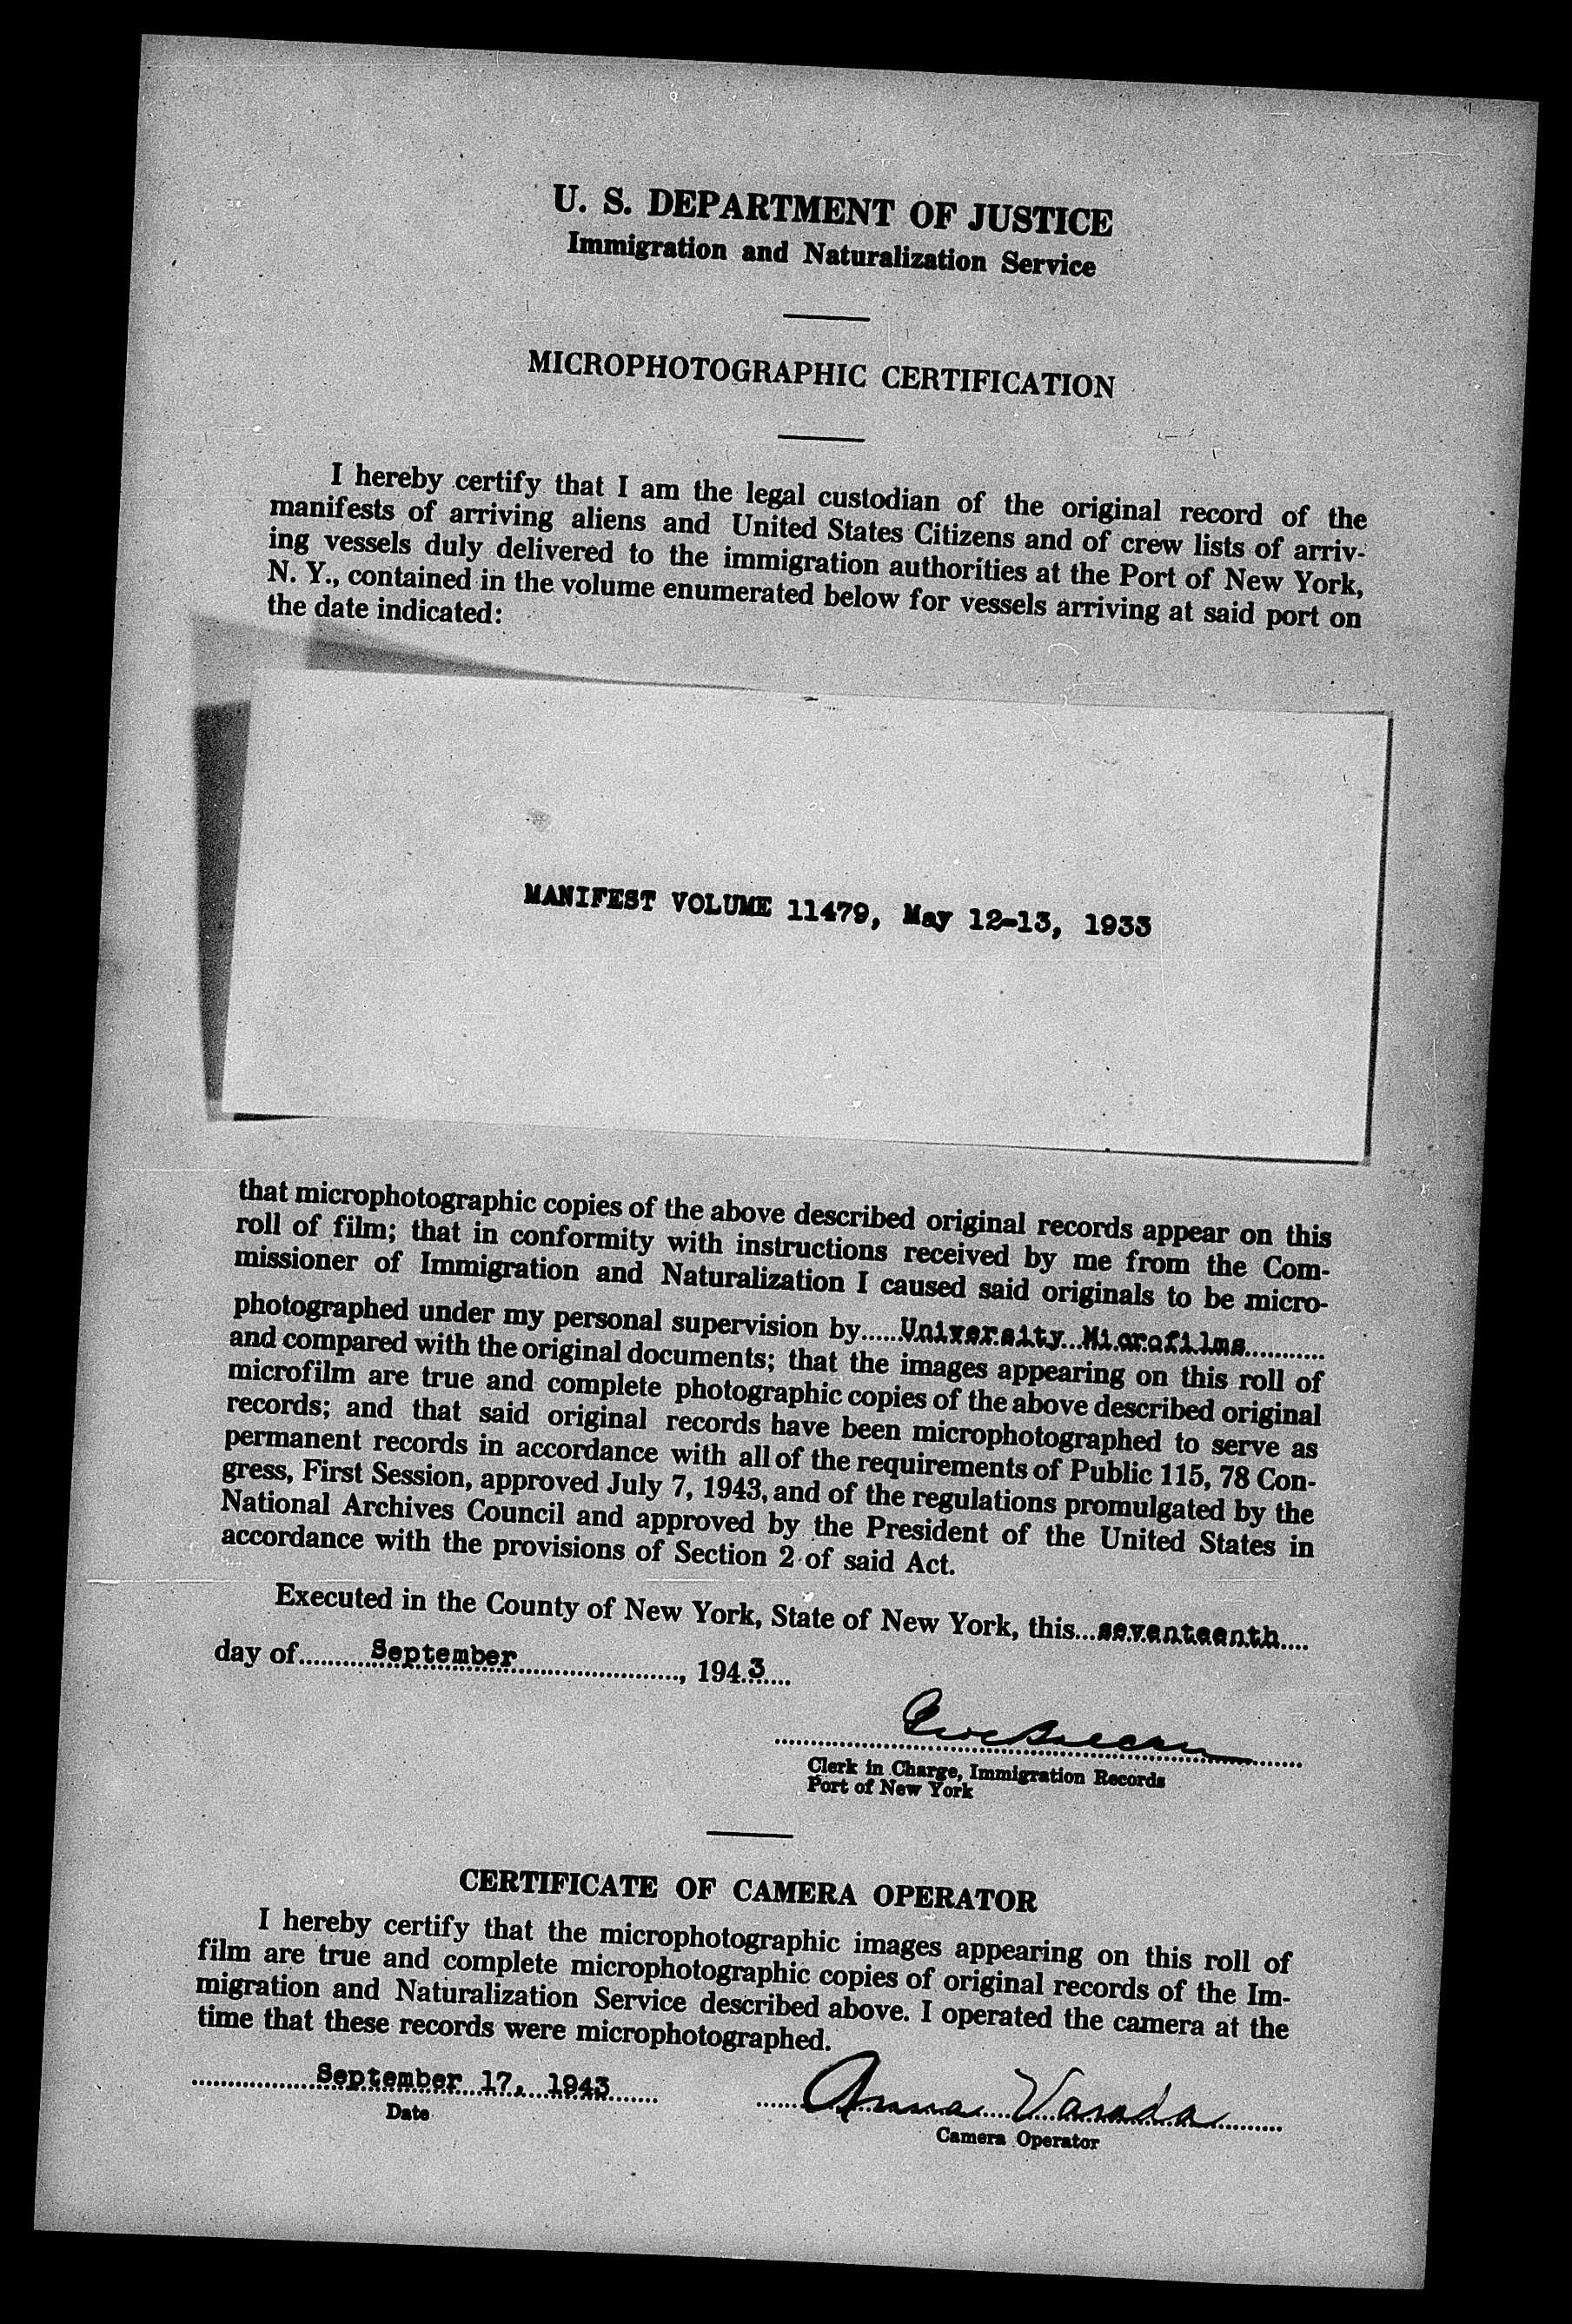 U. S. DEPARTMENT OF JUSTICE
Immigration and Naturalization Service
MICROPHOTOGRAPHIC CERTIFICATION
I hereby certify that I am the legal custodian of the original record of the
manifests of arriving aliens and United States Citizens and of crew lists of arriv-
ing vessels duly delivered to the immigration authorities at the Port of New York,
N. Y., contained in the volume enumerated below for vessels arriving at said port on
the date indicated:
MANIFEST VOLUME 11479, May 12-13, 1933
that microphotographic copies of the above described original records appear on this
roll of film; that in conformity with instructions received by me from the Com-
missioner of Immigration and Naturalization I caused said originals to be micro-
photographed under my personal supervision by.....University Microfilms...........
and compared with the original documents; that the images appearing on this roll of
microfilm are true and complete photographic copies of the above described original
records; and that said original records have been microphotographed to serve as
permanent records in accordance with all of the requirements of Public 115, 78 Con-
gress, First Session, approved July 7, 1943, and of the regulations promulgated by the
National Archives Council and approved by the President of the United States in
accordance with the provisions of Section 2 of said Act.
Executed in the County of New York, State of New York, this...seventeenth....
day of...........September........................, 194.3.....
Clerk in Charge, Immigration Records
Port of New York
CERTIFICATE OF CAMERA OPERATOR
I hereby certify that the microphotographic images appearing on this roll of
film are true and complete microphotographic copies of original records of the Im-
migration and Naturalization Service described above. I operated the camera at the
time that these records were microphotographed.
September 17, 1943
Anna Varada
Date
Camera Operator